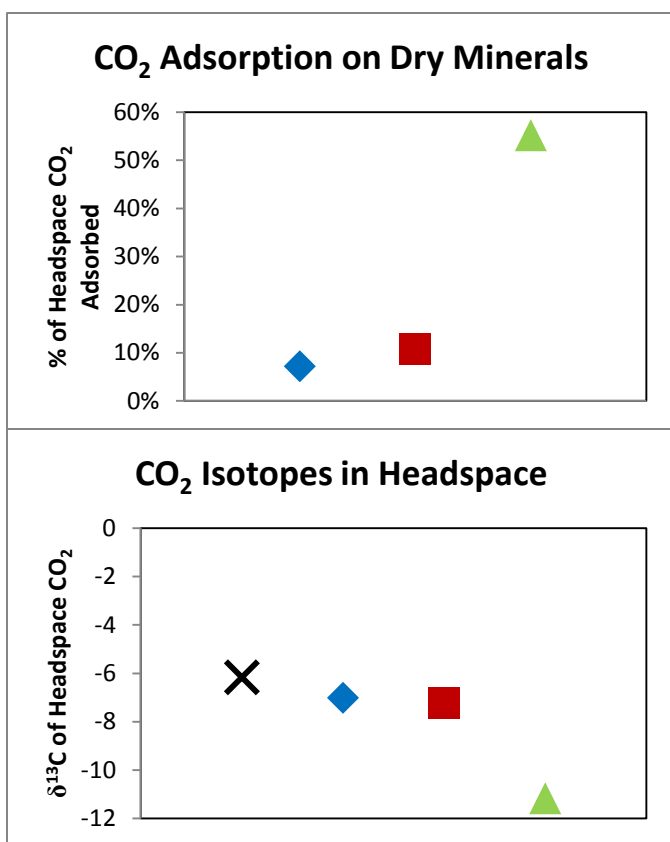 CO₂ Adsorption on Dry Minerals
% of Headspace CO₂
Adsorbed
60%
50%
40%
30%
20%
10%
0%
CO₂ Isotopes in Headspace
δ¹³C of Headspace CO₂
0
-2
-4
-6
-8
-10
-12